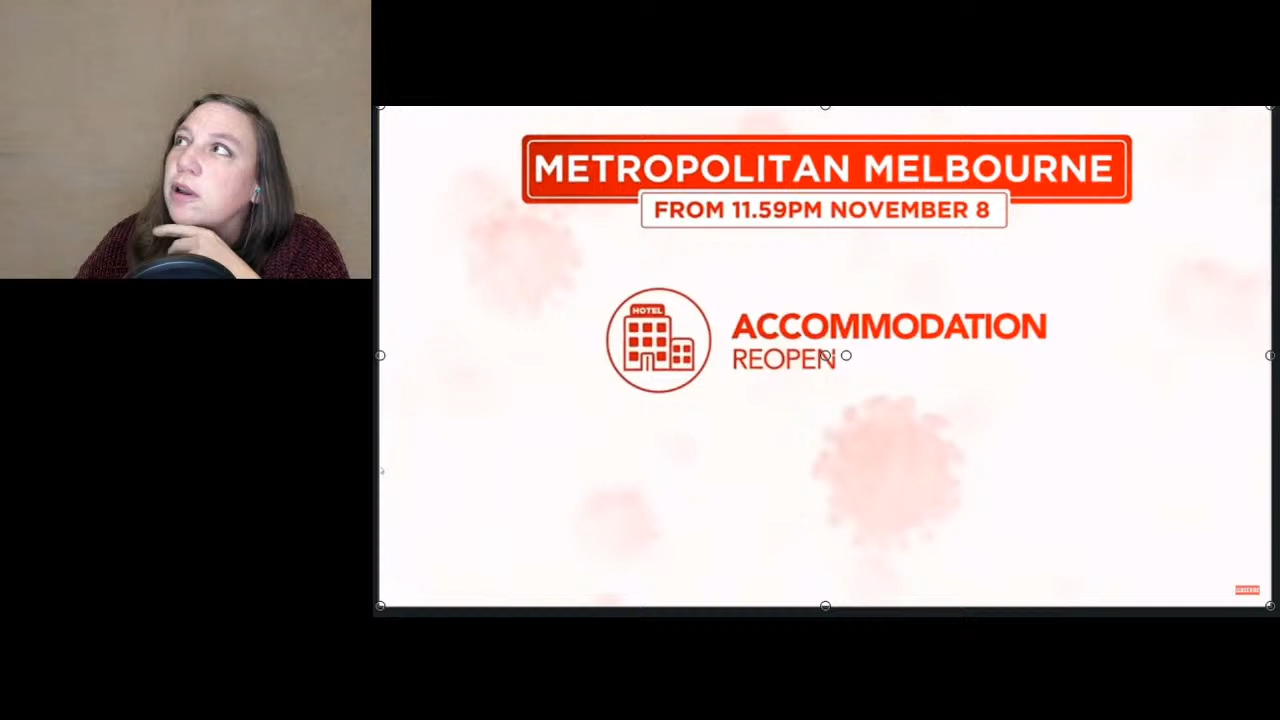 METROPOLITAN MELBOURNE
FROM 11.59PM NOVEMBER 8
HOTEL
ACCOMMODATION
REOPEN